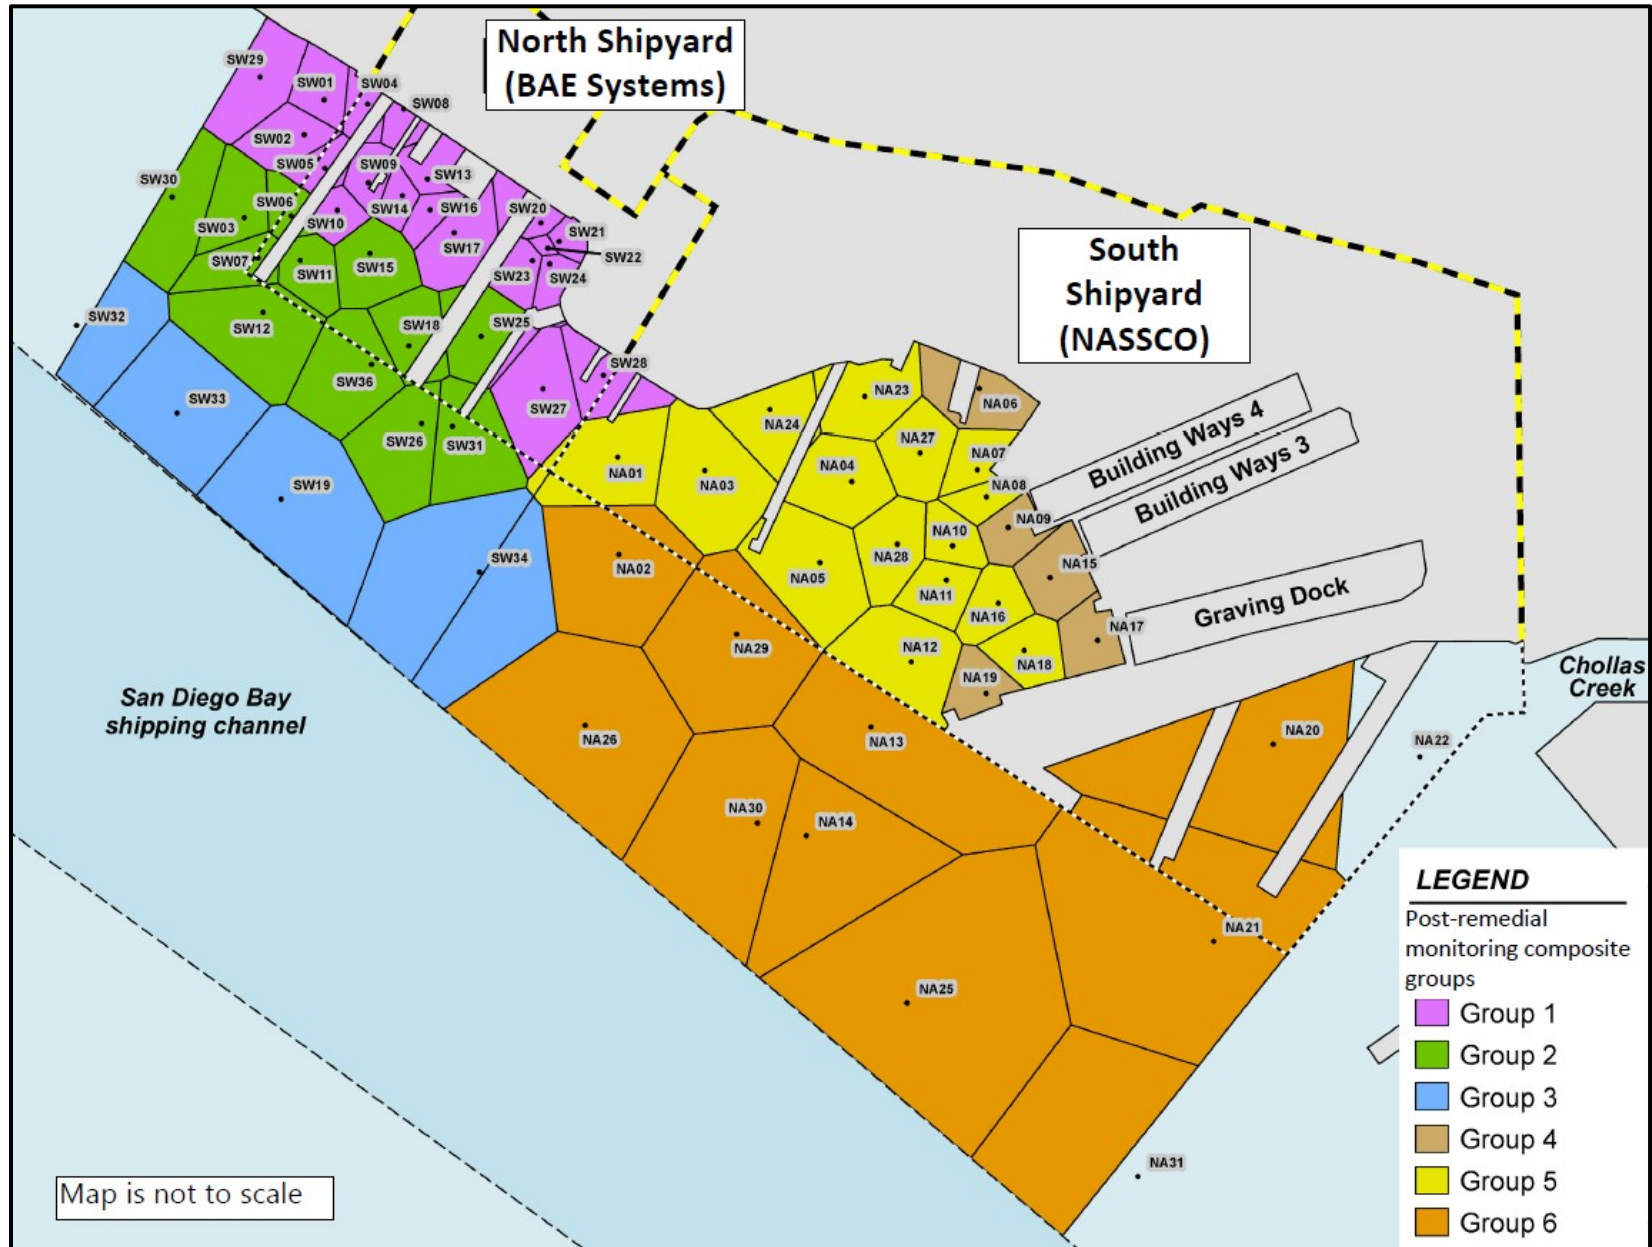 North Shipyard
(BAE Systems)
South
Shipyard
(NASSCO)
SW29
SW01
SW04
SW08
SW02
SW05
SW09
SW13
SW30
SW06
SW03
SW10
SW14
SW16
SW20
SW17
SW21
SW22
SW07
SW11
SW15
SW23
SW24
SW32
SW12
SW18
SW25
SW36
SW28
SW33
SW27
SW26
SW31
SW19
SW34
NA23
NA06
NA24
NA27
NA07
NA01
NA03
NA04
NA08
Building Ways 4
Building Ways 3
NA09
NA10
NA28
NA02
NA05
NA15
NA11
NA16
Graving Dock
NA17
NA29
NA12
NA18
NA19
Chollas
Creek
San Diego Bay
shipping channel
NA26
NA13
NA20
NA22
NA30
NA14
NA21
NA25
NA31
LEGEND
Post-remedial
monitoring composite
groups
Group 1
Group 2
Group 3
Group 4
Group 5
Group 6
Map is not to scale